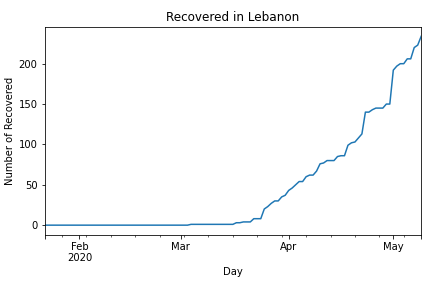 Recovered in Lebanon
Number of Recovered
200
150
100
50
0
Feb
2020
Mar
Apr
May
Day